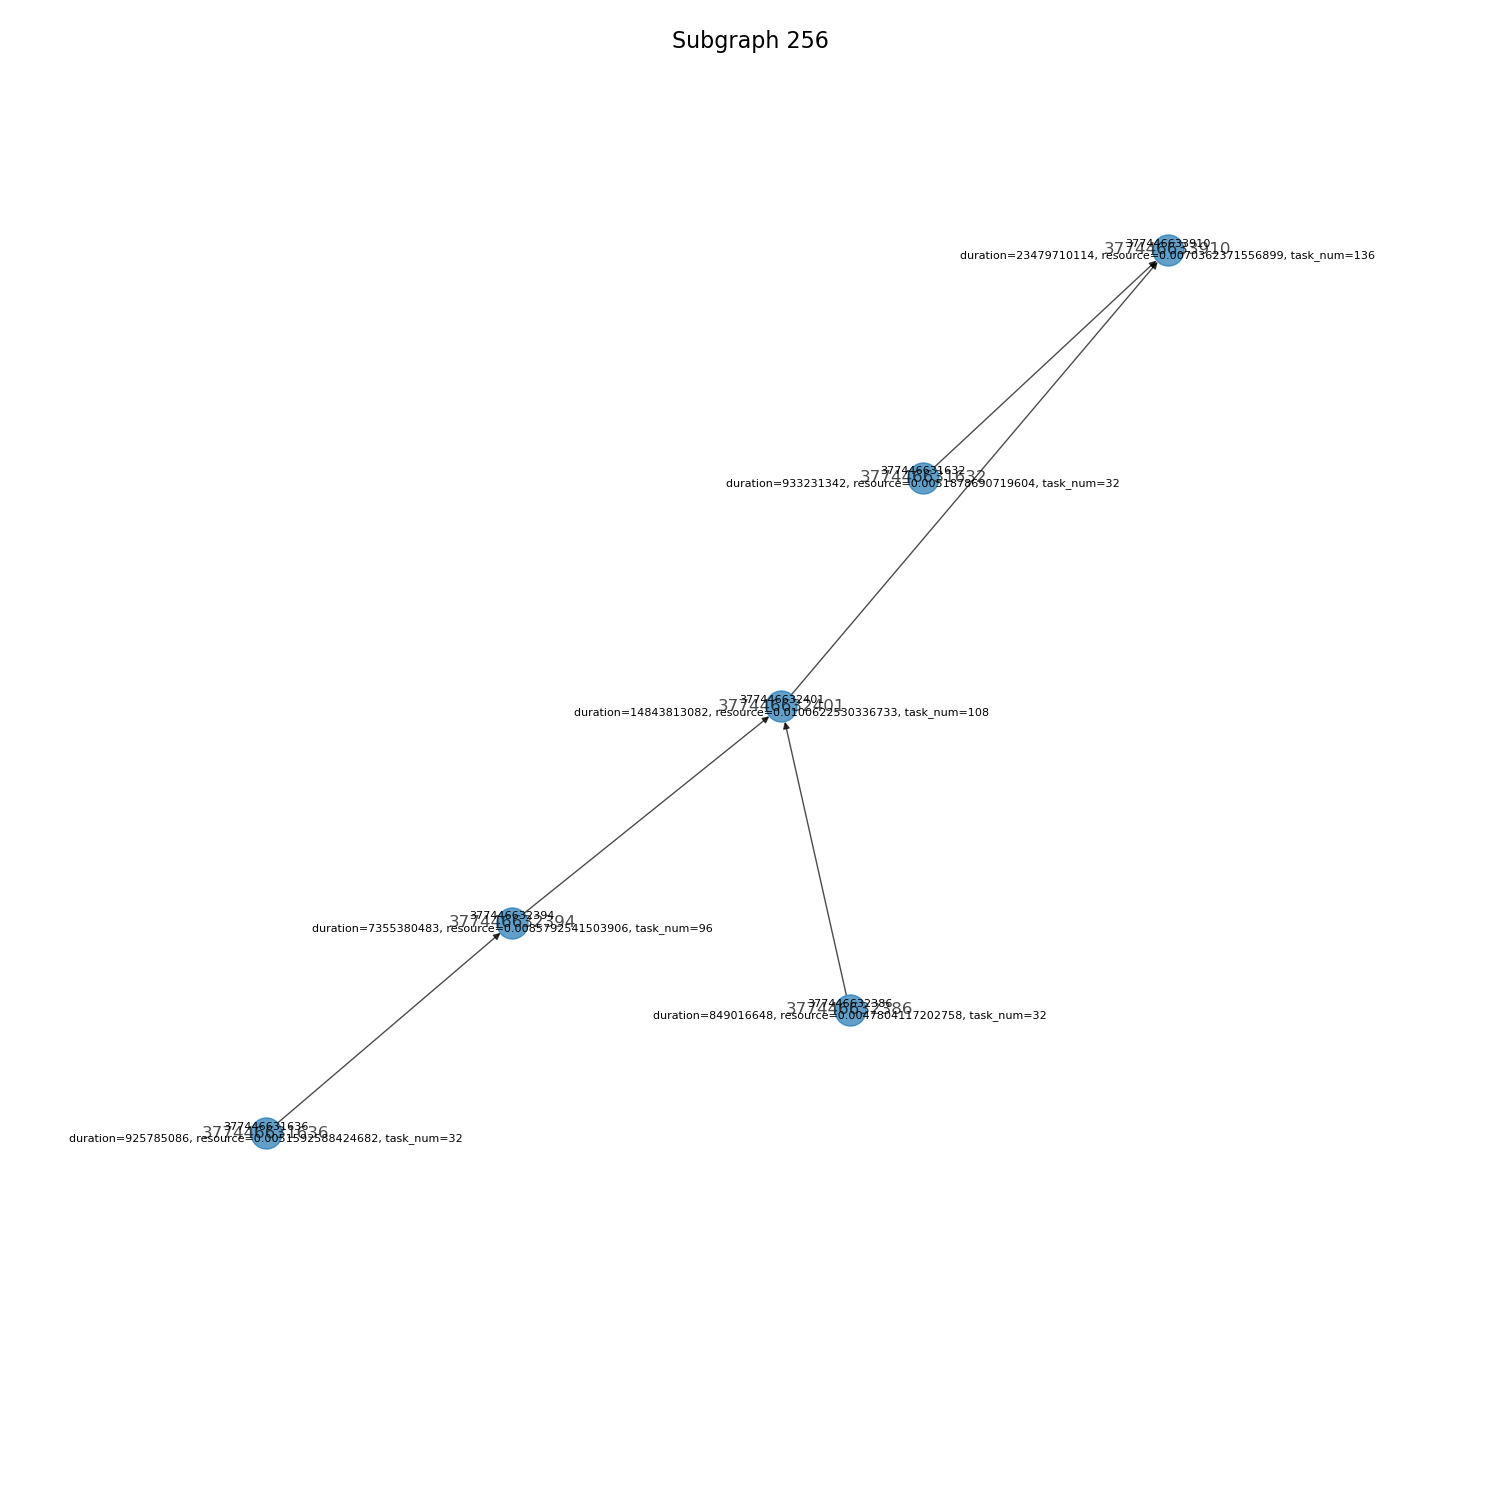 Subgraph 256
377446633910
377446633910
duration=23479710114, resource=0.0070362371556899, task_num=136
377446631632
377446631632
duration=933231342, resource=0.0051878690719604, task_num=32
377446632401
377446632401
duration=14843813082, resource=0.0100622530336733, task_num=108
377446632394
377446632394
duration=7355380483, resource=0.0085792541503906, task_num=96
377446632386
377446632386
duration=849016648, resource=0.0047804117202758, task_num=32
377446631636
377446631636
duration=925785086, resource=0.0051592588424682, task_num=32